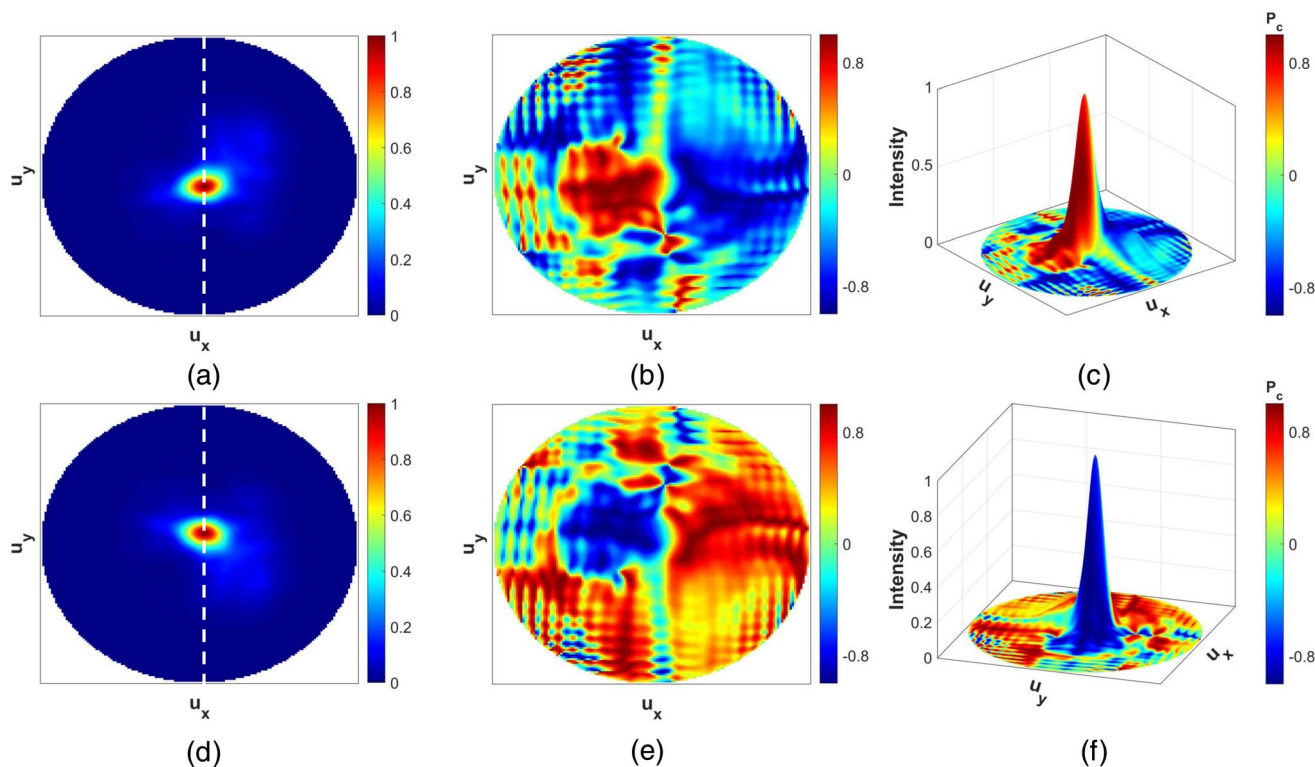 1
0.8
0.6
0.4
0.2
0
u_y
u_x
(a)
0.8
0
-0.8
u_y
u_x
(b)
P_c
1
0.5
0
Intensity
u_y
u_x
0.8
0
-0.8
(c)
1
0.8
0.6
0.4
0.2
0
u_y
u_x
(d)
0.8
0
-0.8
u_y
u_x
(e)
P_c
1
0.8
0.6
0.4
0.2
0
Intensity
u_y
u_x
0.8
0
-0.8
(f)